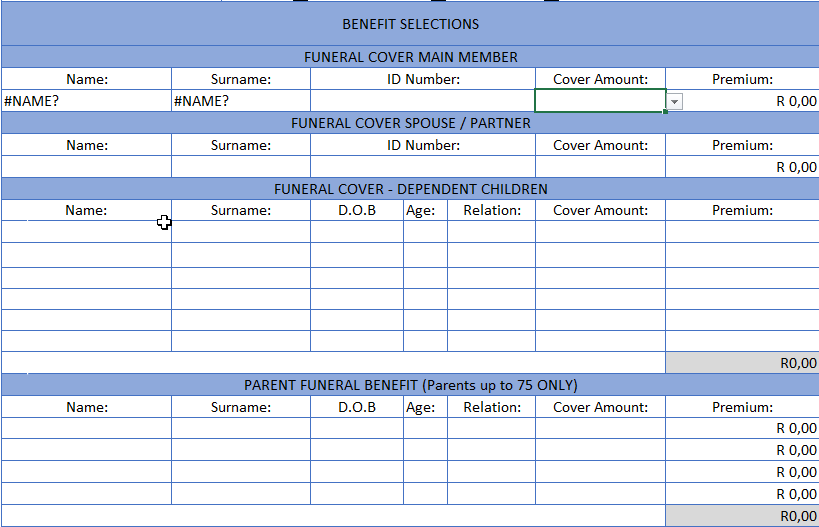 BENEFIT SELECTIONS
FUNERAL COVER MAIN MEMBER
Name: Surname: ID Number: Cover Amount: Premium:
#NAME? #NAME? R 0,00
FUNERAL COVER SPOUSE / PARTNER
Name: Surname: ID Number: Cover Amount: Premium:
R 0,00
FUNERAL COVER - DEPENDENT CHILDREN
Name: Surname: D.O.B Age: Relation: Cover Amount: Premium:
R0,00
PARENT FUNERAL BENEFIT (Parents up to 75 ONLY)
Name: Surname: D.O.B Age: Relation: Cover Amount: Premium:
R 0,00
R 0,00
R 0,00
R 0,00
R0,00